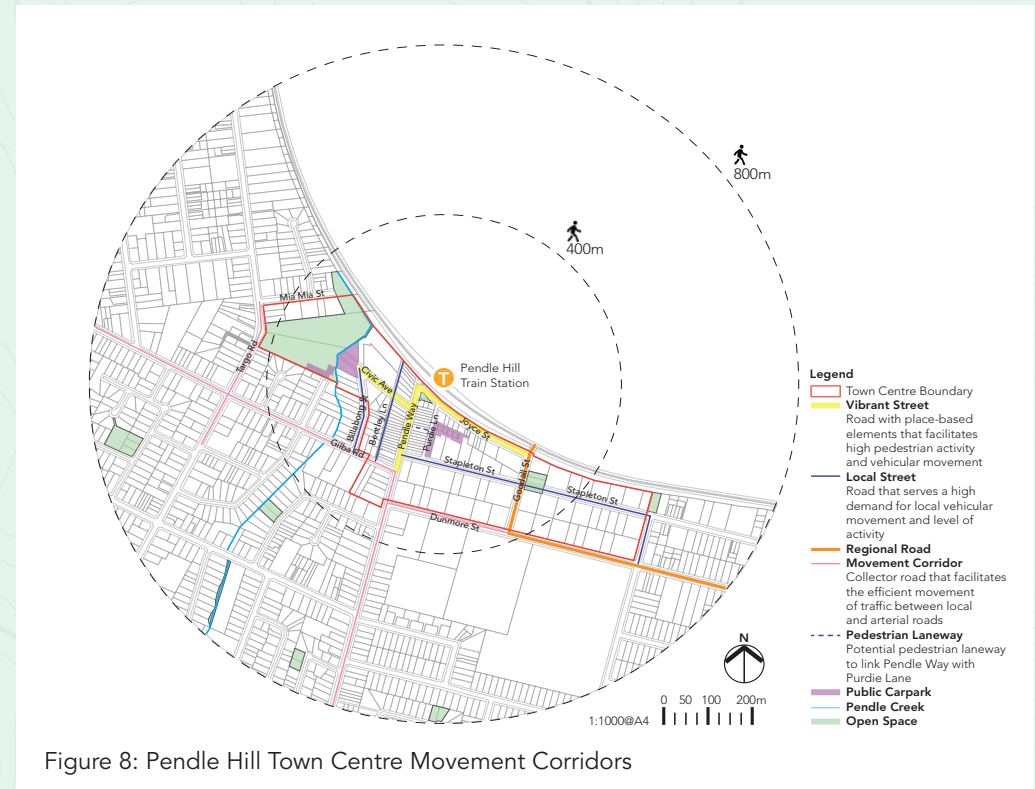 800m
400m
Mia Mia St
Targo Rd
Pendle Hill
Train Station
Civic Ave
Bungbong St
Bentley Ln
Pendle Way
Purdie Ln
Joyce St
Gilba Rd
Stapleton St
Goodall St
Stapleton St
Dunmore St
Legend
Town Centre Boundary
Vibrant Street
Road with place-based
elements that facilitates
high pedestrian activity
and vehicular movement
Local Street
Road that serves a high
demand for local vehicular
movement and level of
activity
Regional Road
Movement Corridor
Collector road that facilitates
the efficient movement
of traffic between local
and arterial roads
Pedestrian Laneway
Potential pedestrian laneway
to link Pendle Way with
Purdie Lane
Public Carpark
Pendle Creek
Open Space
N
0 50 100 200m
1:1000@A4
T
Figure 8: Pendle Hill Town Centre Movement Corridors